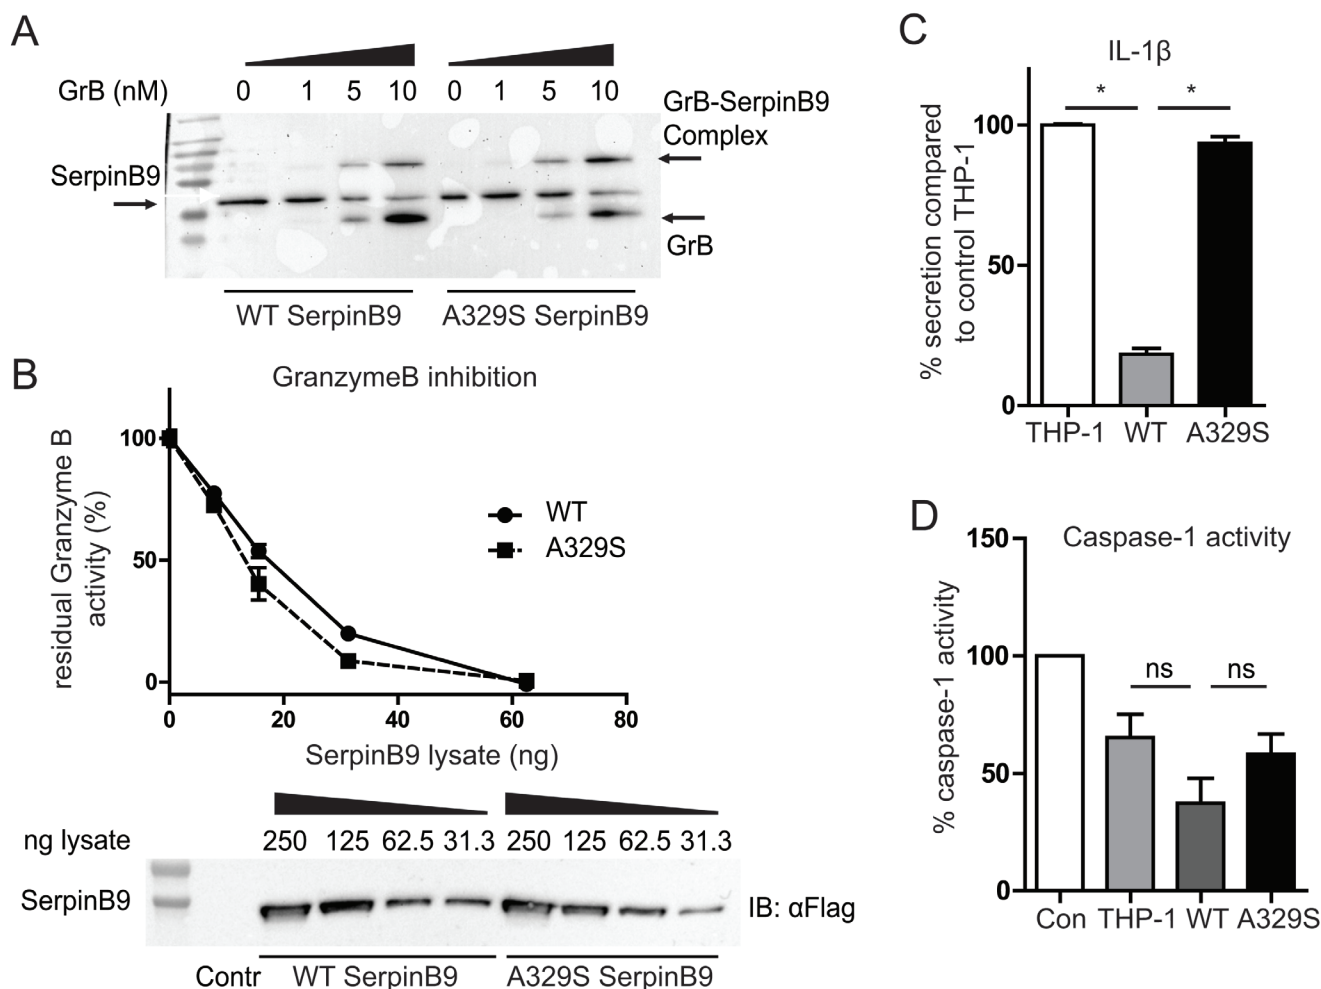 A
GrB (nM) 0 1 5 10 0 1 5 10
GrB-SerpinB9
Complex
SerpinB9
GrB
WT SerpinB9 A329S SerpinB9
B
GranzymeB inhibition
residual Granzyme B
activity (%)
100
50
0
WT
A329S
0 20 40 60 80
SerpinB9 lysate (ng)
ng lysate 250 125 62.5 31.3 250 125 62.5 31.3
SerpinB9
IB: αFlag
Contr WT SerpinB9 A329S SerpinB9
C
IL-1β
% secretion compared
to control THP-1
* *
100
50
0
THP-1 WT A329S
D
Caspase-1 activity
% caspase-1 activity
150
100
50
0
ns ns
Con THP-1 WT A329S